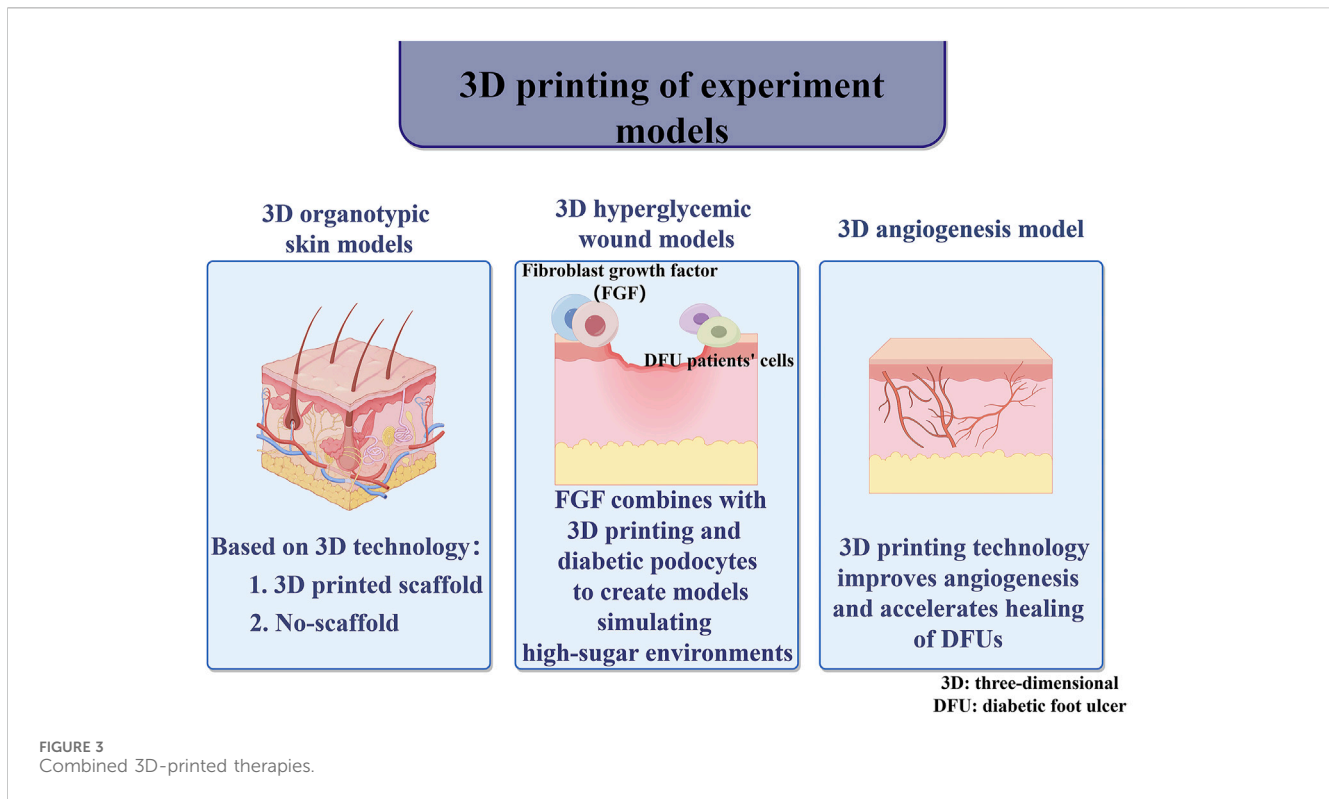 3D printing of experiment
models
3D organotypic
skin models
Based on 3D technology：
1. 3D printed scaffold
2. No-scaffold
3D hyperglycemic
wound models
Fibroblast growth factor
（FGF）
DFU patients' cells
FGF combines with
3D printing and
diabetic podocytes
to create models
simulating
high-sugar environments
3D angiogenesis model
3D printing technology
improves angiogenesis
and accelerates healing
of DFUs
3D: three-dimensional
DFU: diabetic foot ulcer
FIGURE 3
Combined 3D-printed therapies.